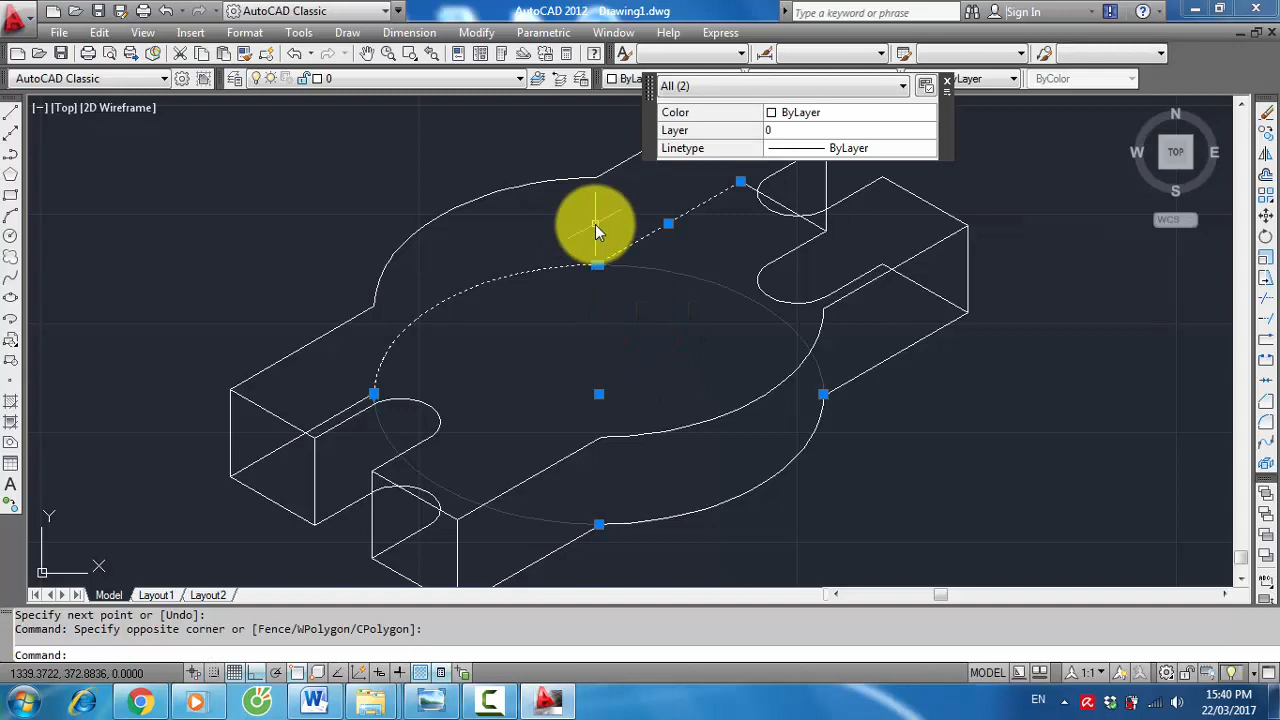 AutoCAD Classic
AutoCAD 2012 - Drawing1.dwg
Type a keyword or phrase
Sign In
File Edit View Insert Format Tools Draw Dimension Modify Parametric Window Help Express
AutoCAD Classic
0
ByLayer
ByColor
All (2)
Color ByLayer
Layer 0
Linetype ByLayer
[−] [Top] [2D Wireframe]
N
W TOP E
S
WCS
Y
X
Model Layout1 Layout2
Specify next point or [Undo]:
Command: Specify opposite corner or [Fence/WPolygon/CPolygon]:
Command:
1339.3722, 372.8836, 0.0000
MODEL
1:1
EN
15:40 PM
22/03/2017